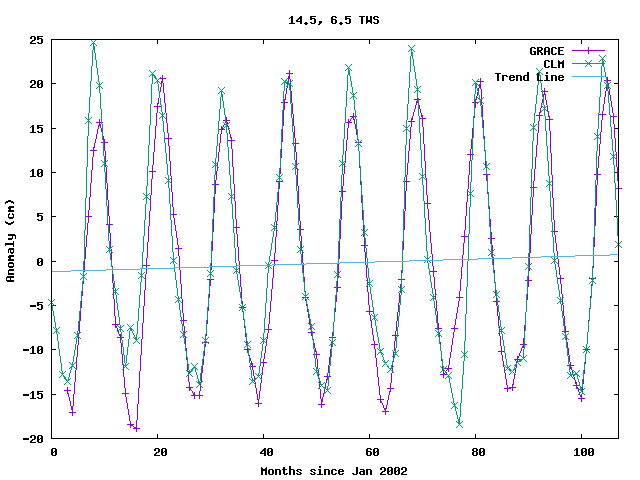 14.5, 6.5 TWS
25
20
15
10
5
0
-5
-10
-15
-20
Anomaly (cm)
GRACE
CLM
Trend Line
0 20 40 60 80 100
Months since Jan 2002